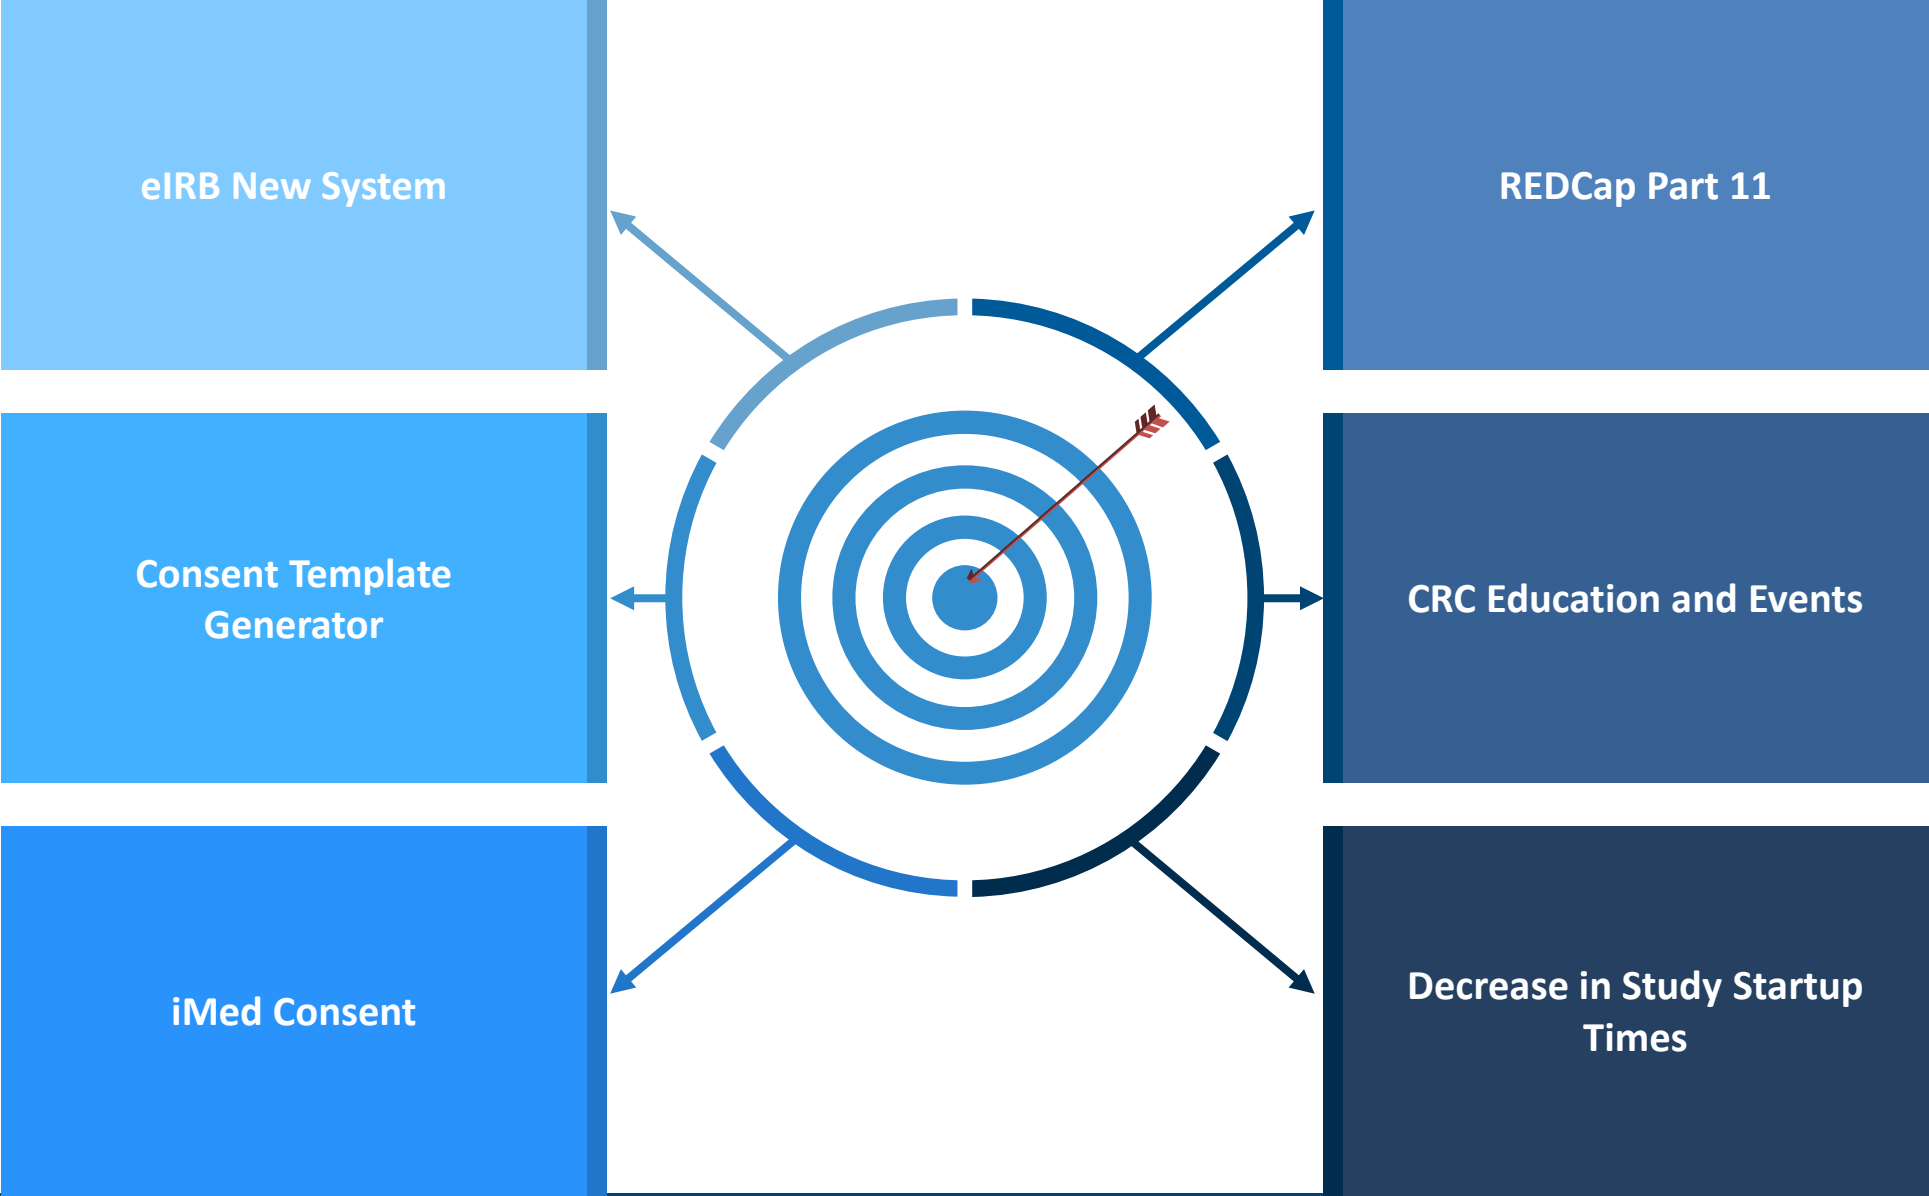 eIRB New System
Consent Template
Generator
iMed Consent
REDCap Part 11
CRC Education and Events
Decrease in Study Startup
Times